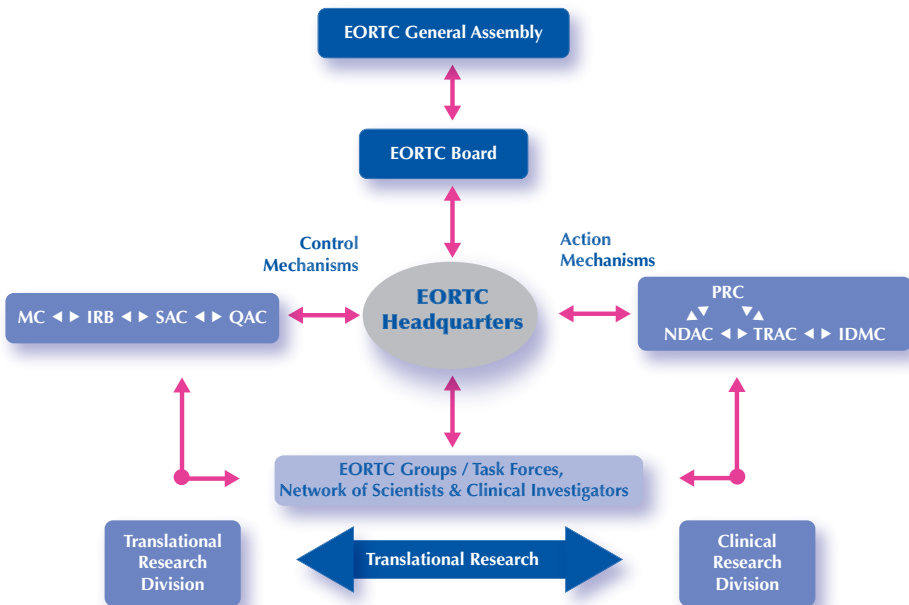 EORTC General Assembly
EORTC Board
Control
Mechanisms
Action
Mechanisms
EORTC
Headquarters
MC ◄ ► IRB ◄ ► SAC ◄ ► QAC
PRC
NDAC ◄ ► TRAC ◄ ► IDMC
EORTC Groups / Task Forces,
Network of Scientists & Clinical Investigators
Translational
Research
Division
Translational Research
Clinical
Research
Division